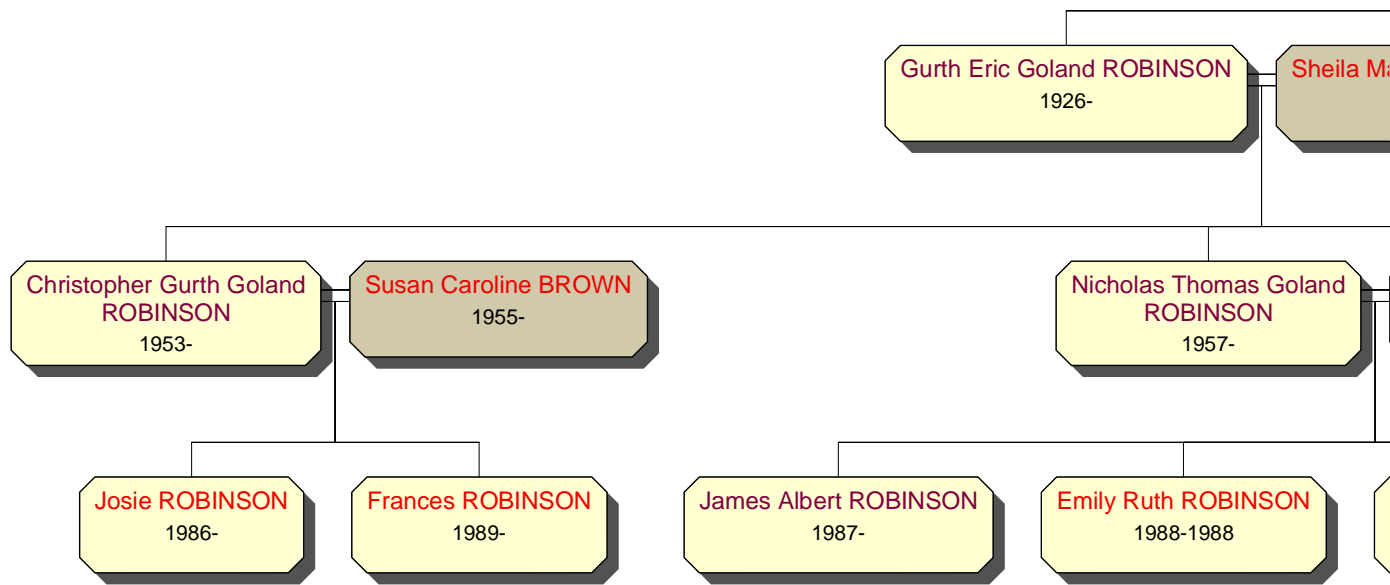 Gurth Eric Goland ROBINSON
1926-
Sheila
Christopher Gurth Goland
ROBINSON
1953-
Susan Caroline BROWN
1955-
Nicholas Thomas Goland
ROBINSON
1957-
Josie ROBINSON
1986-
Frances ROBINSON
1989-
James Albert ROBINSON
1987-
Emily Ruth ROBINSON
1988-1988